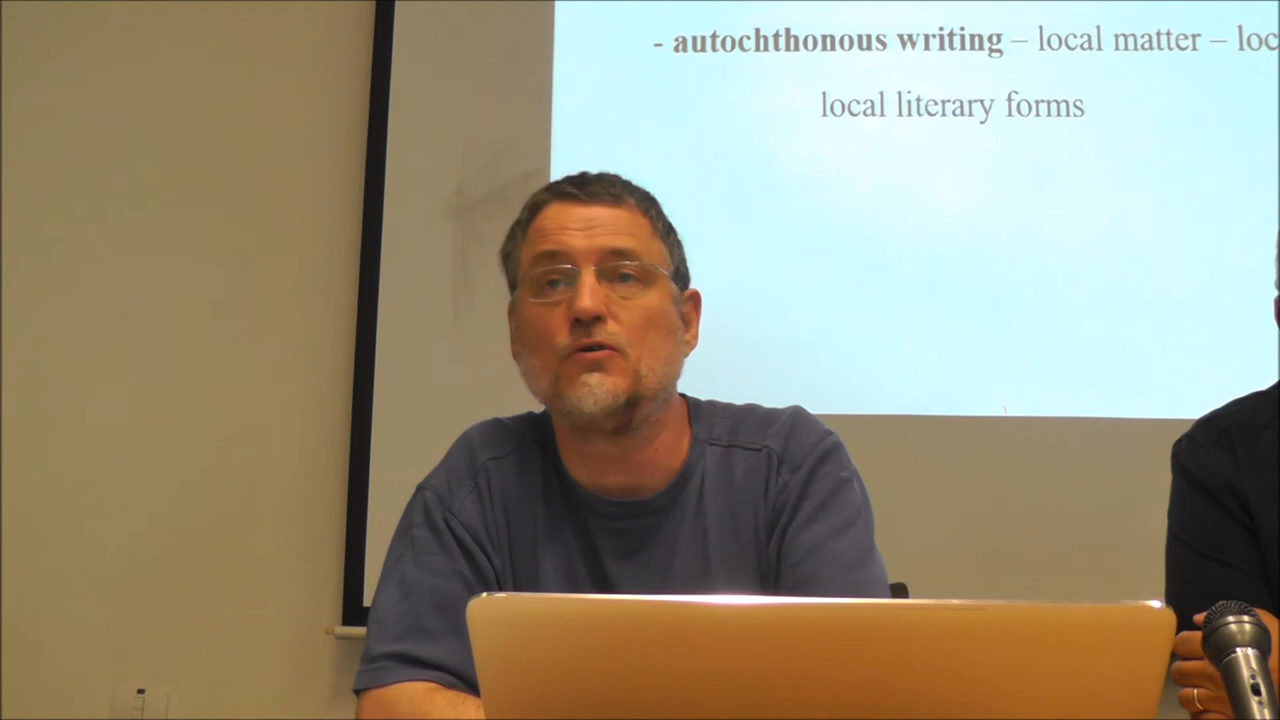 - autochthonous writing – local matter –
local literary forms